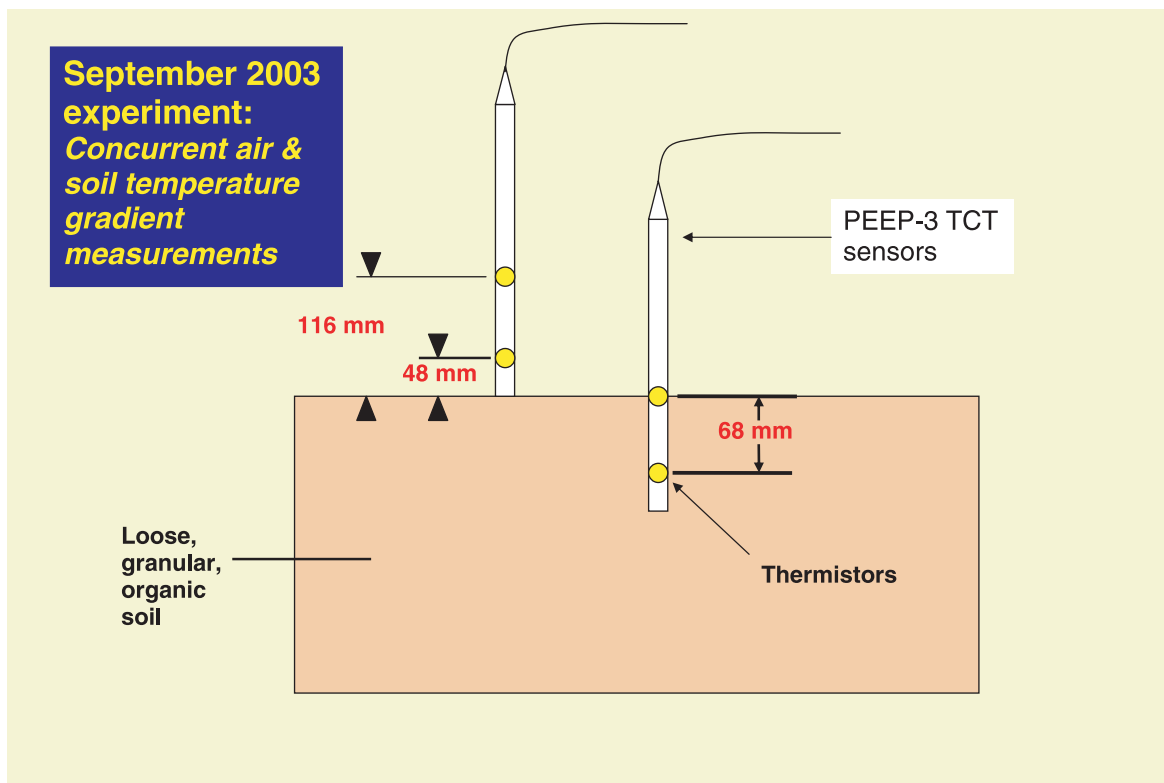 September 2003
experiment:
Concurrent air &
soil temperature
gradient
measurements
PEEP-3 TCT
sensors
116 mm
48 mm
68 mm
Loose,
granular,
organic
soil
Thermistors